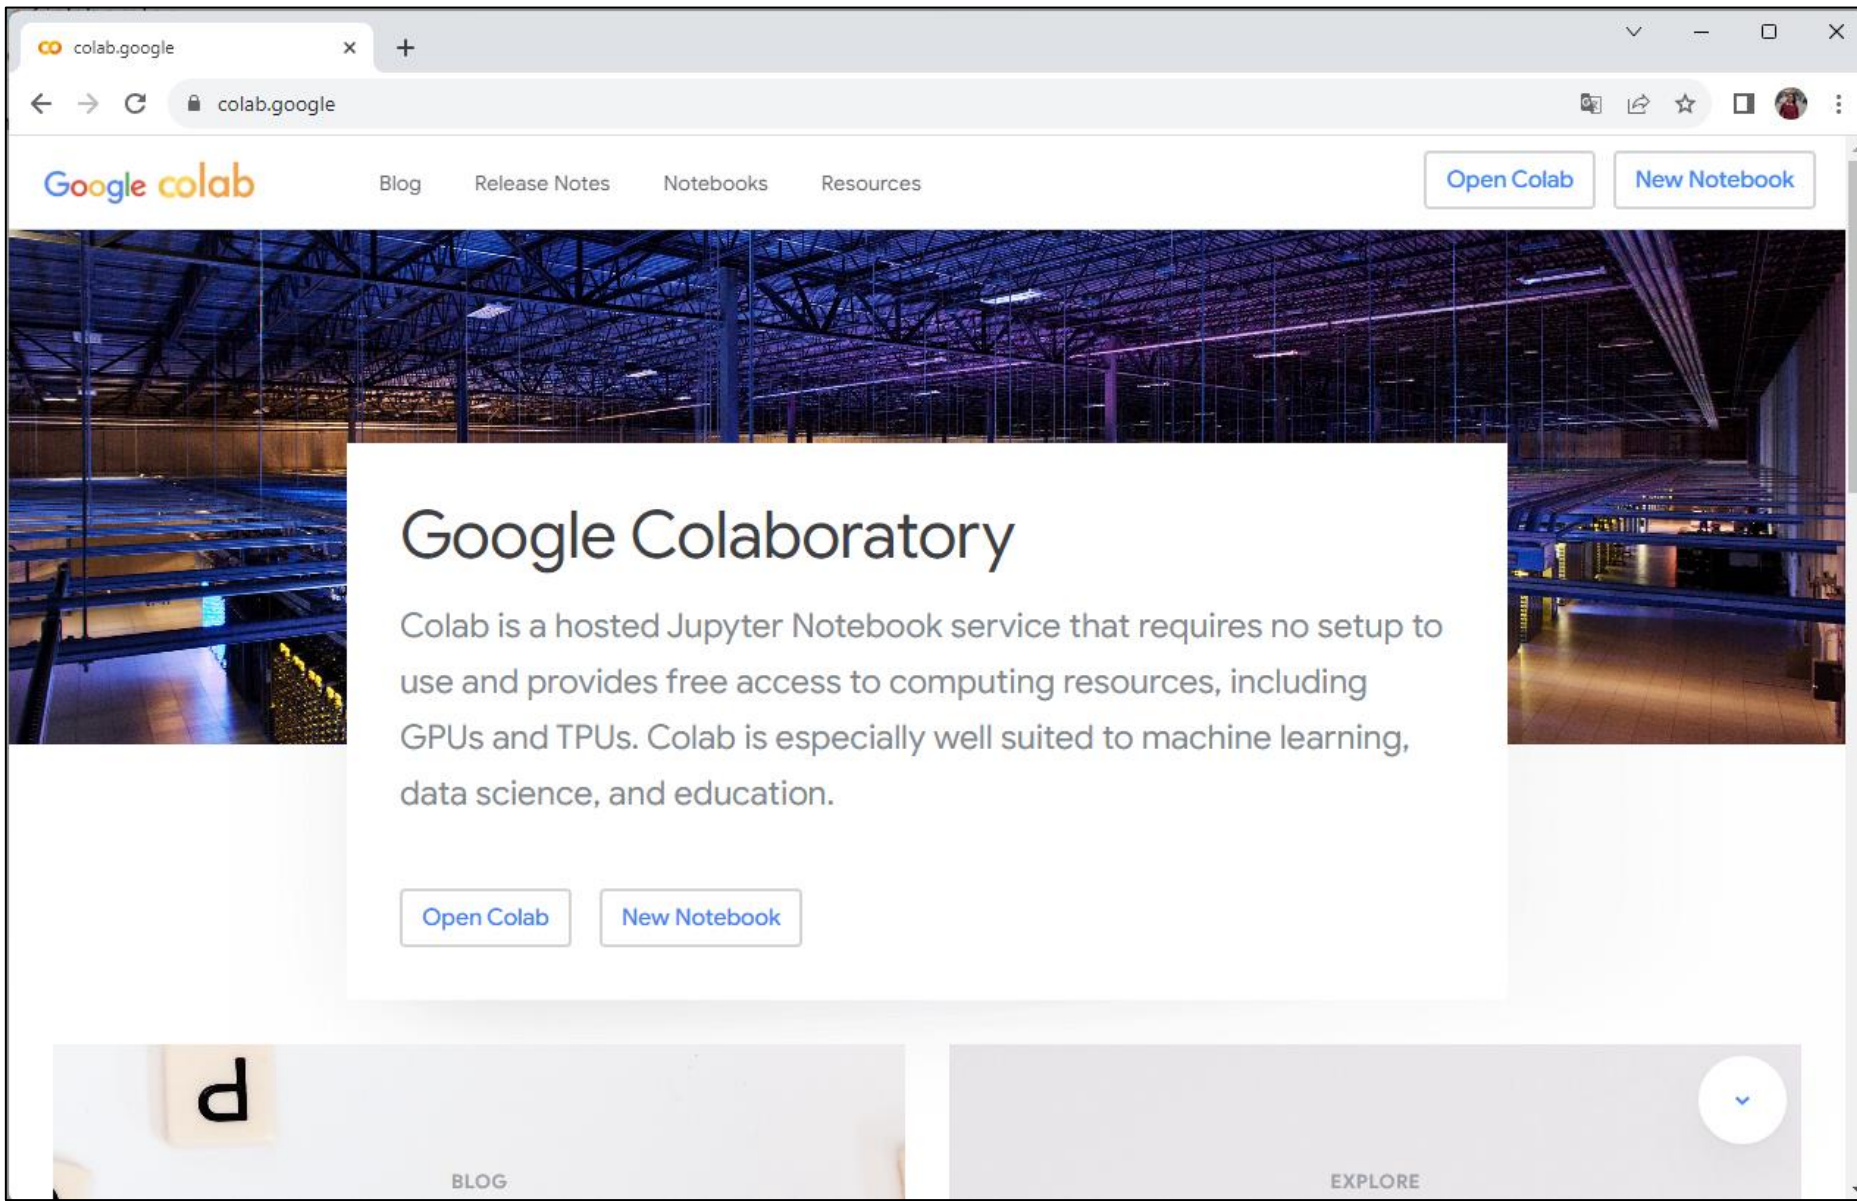 colab.google
colab.google
Google colab
Blog
Release Notes
Notebooks
Resources
Open Colab
New Notebook
Google Colaboratory
Colab is a hosted Jupyter Notebook service that requires no setup to
use and provides free access to computing resources, including
GPUs and TPUs. Colab is especially well suited to machine learning,
data science, and education.
Open Colab
New Notebook
d
BLOG
EXPLORE